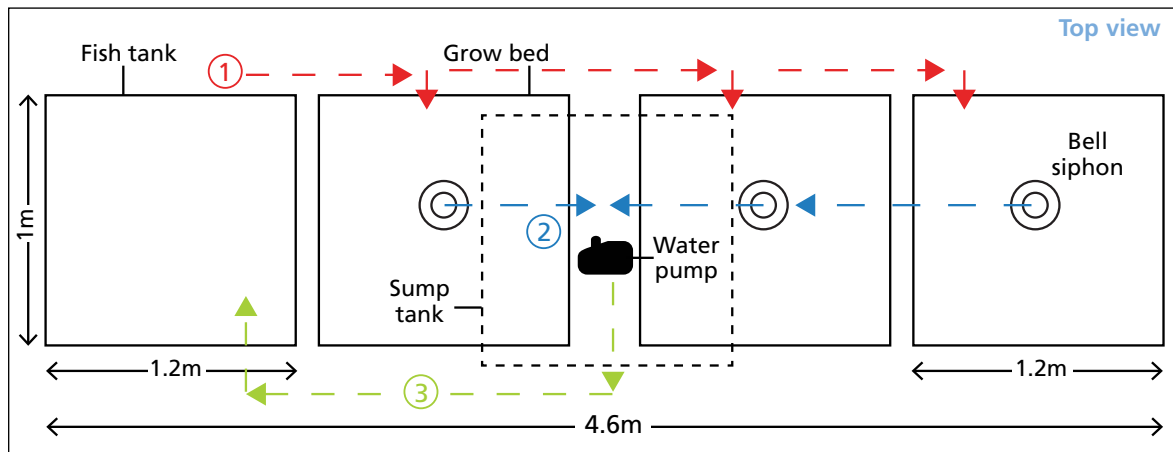 Top view
Fish tank
Grow bed
1
Bell
siphon
1m
2
Water
pump
Sump
tank
1.2m
3
1.2m
4.6m